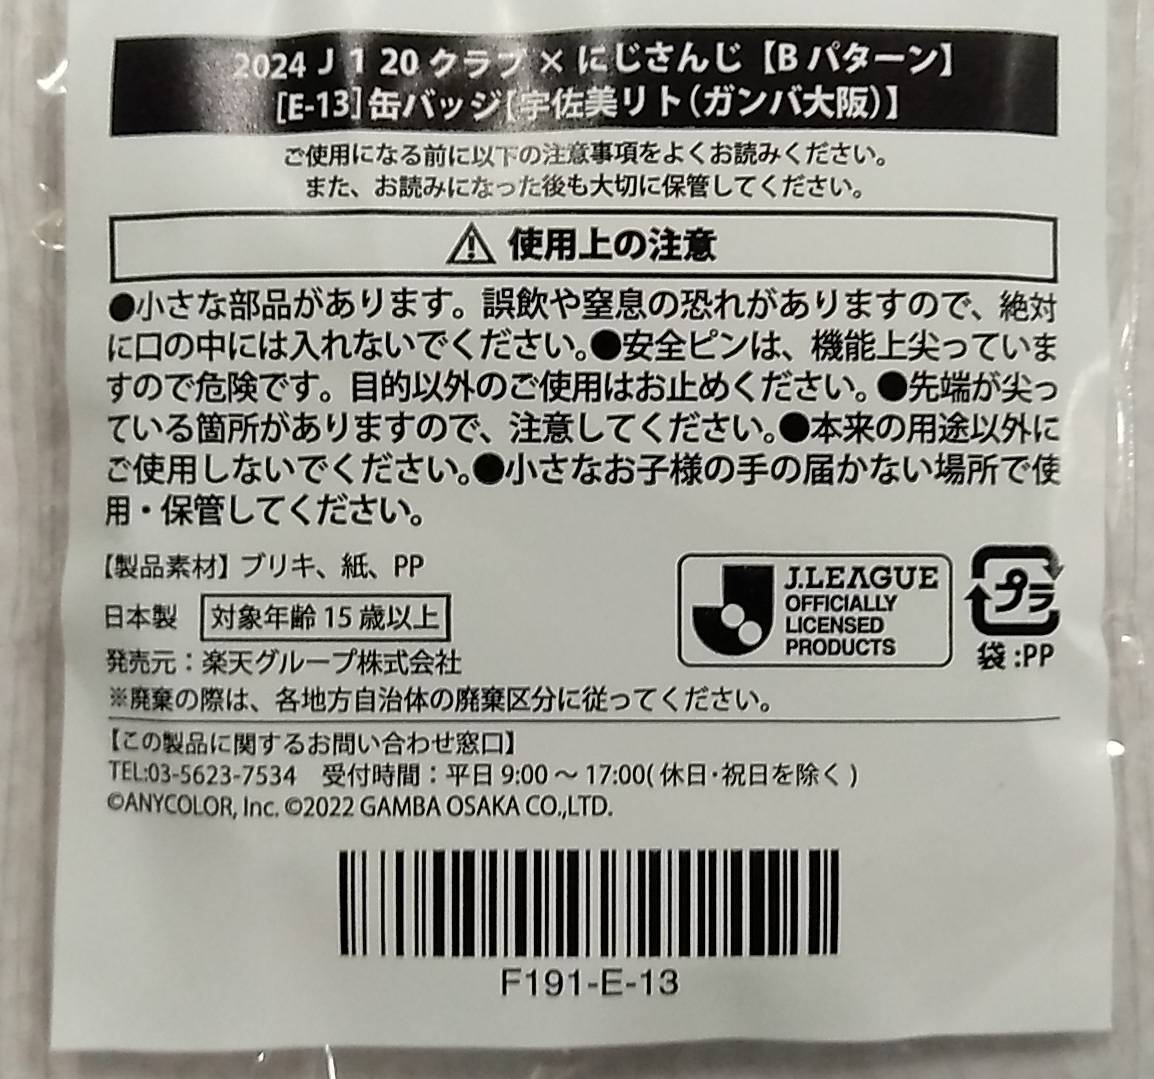 2024 J 1 20 クラブ × にじさんじ【B パターン】
[E-13]缶バッジ【宇佐美リト（ガンバ大阪）】
ご使用になる前に以下の注意事項をよくお読みください。
また、お読みになった後も大切に保管してください。
⚠ 使用上の注意
●小さな部品があります。誤飲や窒息の恐れがありますので、絶対
に口の中には入れないでください。●安全ピンは、機能上尖っていま
すので危険です。目的以外のご使用はお止めください。●先端が尖っ
ている箇所がありますので、注意してください。●本来の用途以外に
ご使用しないでください。●小さなお子様の手の届かない場所で使
用・保管してください。
【製品素材】ブリキ、紙、PP
日本製 対象年齢 15 歳以上
発売元：楽天グループ株式会社
※廃棄の際は、各地方自治体の廃棄区分に従ってください。
J.LEAGUE
OFFICIALLY
LICENSED
PRODUCTS
プラ
袋:PP
【この製品に関するお問い合わせ窓口】
TEL:03-5623-7534 受付時間：平日 9:00 ～ 17:00( 休日･祝日を除く )
©ANYCOLOR, Inc. ©2022 GAMBA OSAKA CO.,LTD.
F191-E-13